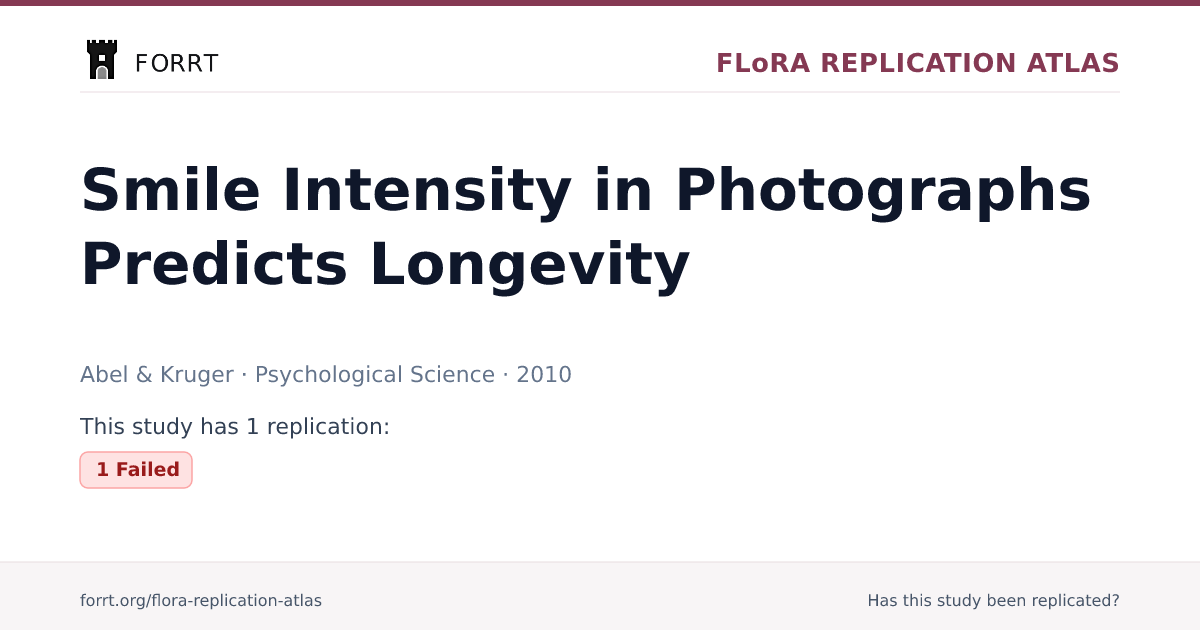 FORRT
FLoRA REPLICATION ATLAS
Smile Intensity in Photographs
Predicts Longevity
Abel & Kruger · Psychological Science · 2010
This study has 1 replication:
1 Failed
forrt.org/flora-replication-atlas
Has this study been replicated?